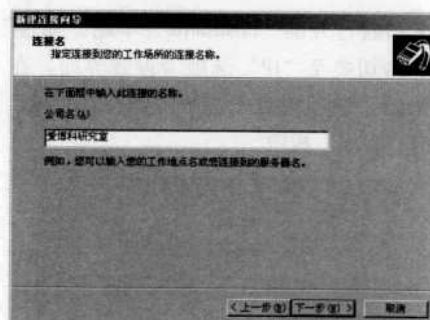 新建连接向导
连接名
指定连接到您的工作场所的连接名称。
在下面框中输入此连接的名称。
公司名(A)
爱博科研究室
例如，您可以输入您的工作地点名或您连接到的服务器名。
<上一步(B) 下一步(N)> 取消